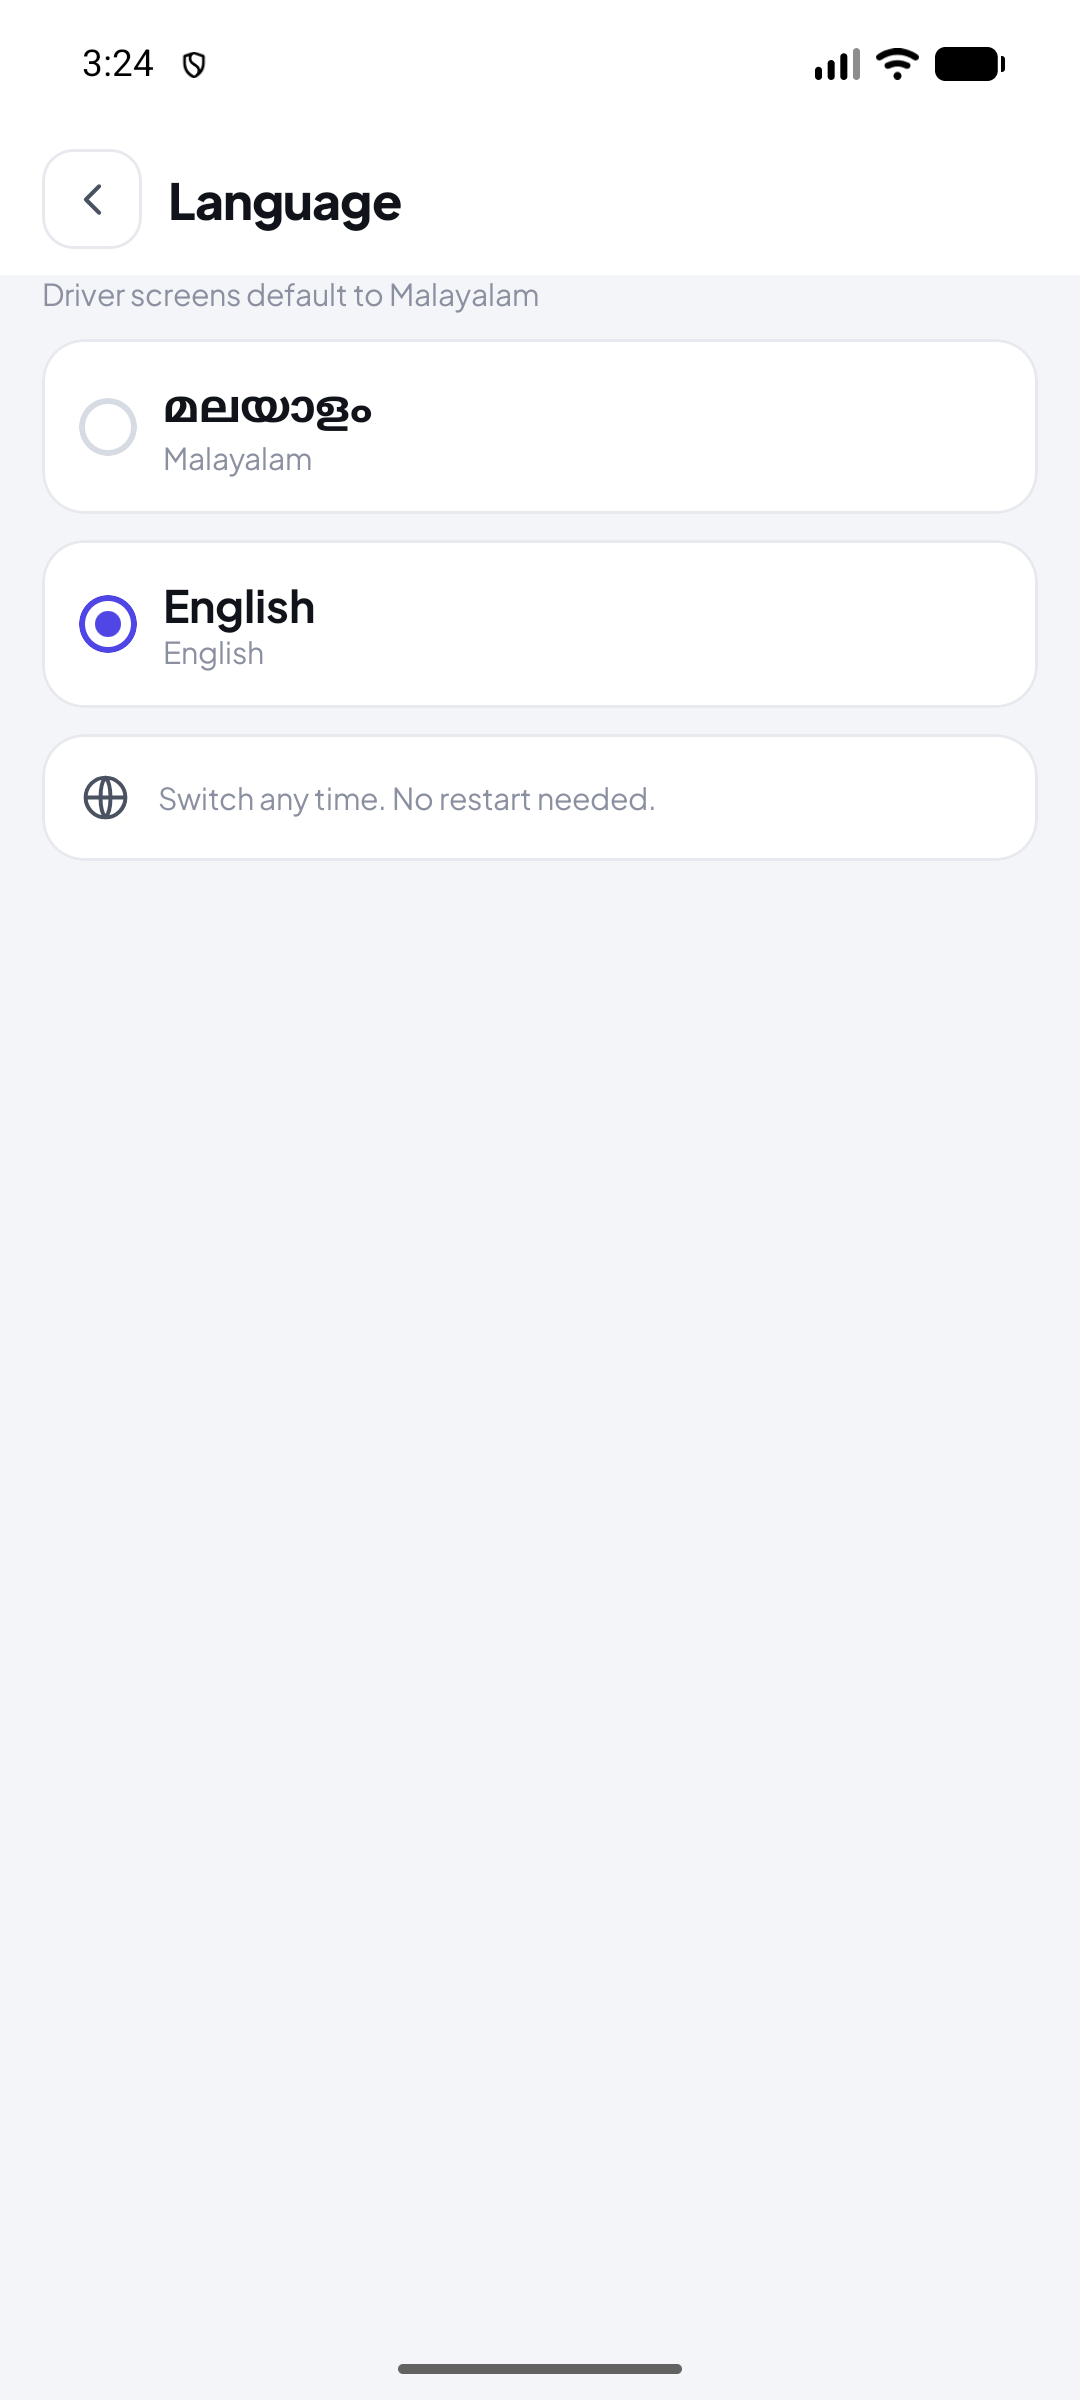 3:24
Language
Driver screens default to Malayalam
മലയാളം
Malayalam
English
English
Switch any time. No restart needed.